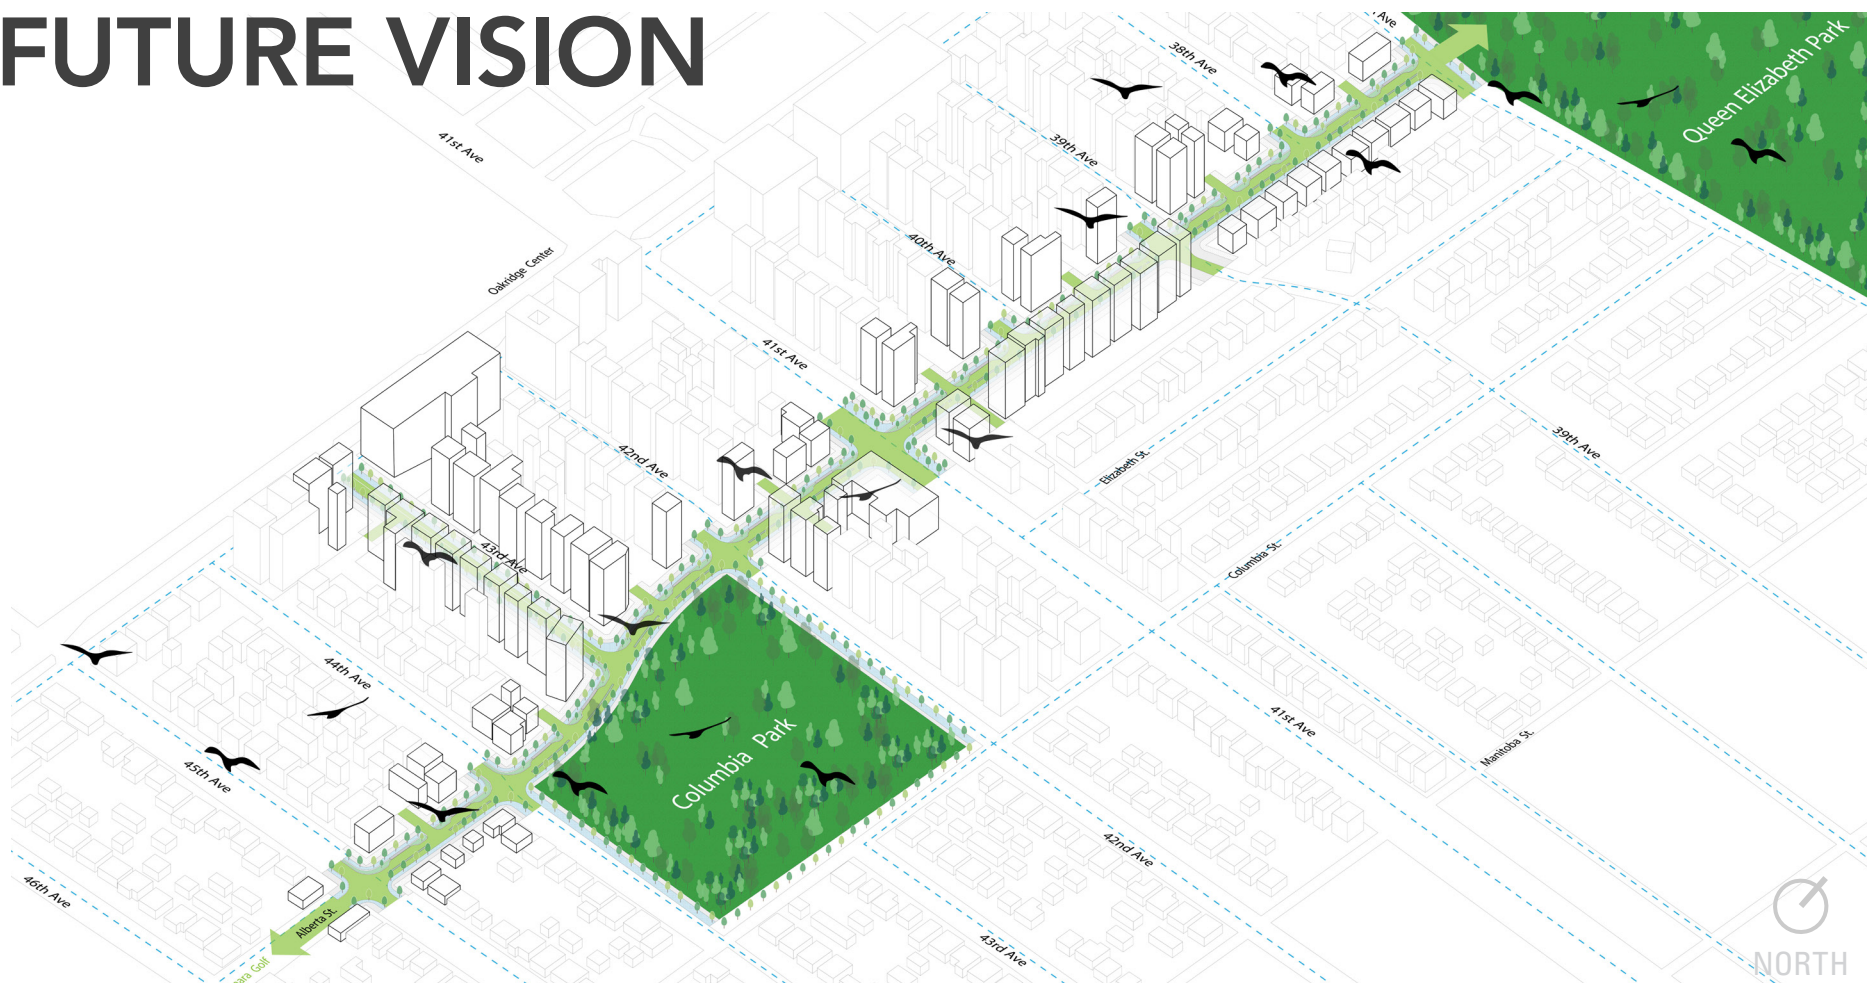 FUTURE VISION
Ave
38th Ave
Queen Elizabeth Park
41st Ave
39th Ave
40th Ave
Oakridge Center
41st Ave
42nd Ave
Elizabeth St.
39th Ave
43rd Ave
Columbia St.
44th Ave
41st Ave
Manitoba St.
Columbia Park
45th Ave
42nd Ave
46th Ave
Alberta St.
43rd Ave
Golf
NORTH